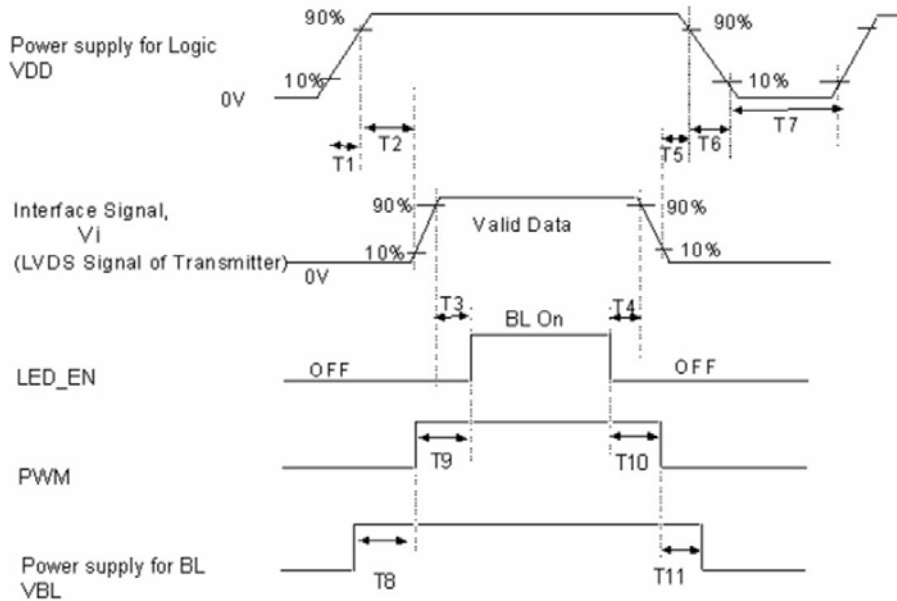 90%
90%
Power supply for Logic
VDD
10%
10%
0V
T1
T2
T5
T6
T7
Interface Signal,
Vi
(LVDS Signal of Transmitter)
90%
Valid Data
90%
10%
10%
0V
T3
BL On
T4
LED_EN
OFF
OFF
PWM
T9
T10
Power supply for BL
VBL
T8
T11